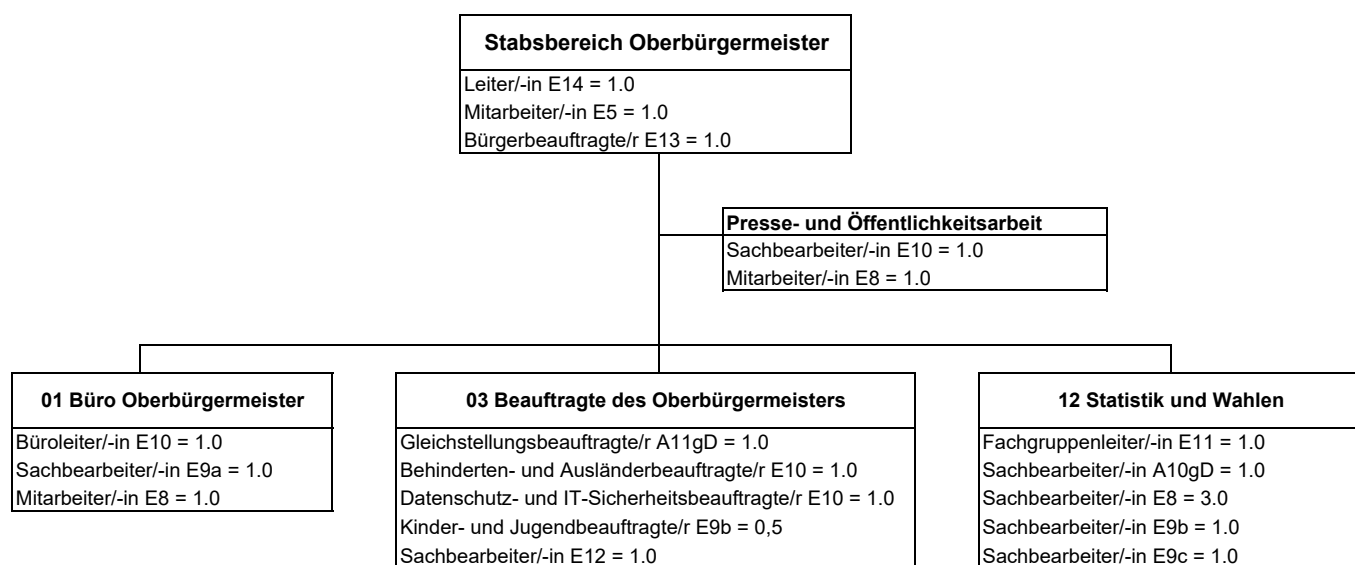 Stabsbereich Oberbürgermeister
Leiter/-in E14 = 1.0
Mitarbeiter/-in E5 = 1.0
Bürgerbeauftragte/r E13 = 1.0
Presse- und Öffentlichkeitsarbeit
Sachbearbeiter/-in E10 = 1.0
Mitarbeiter/-in E8 = 1.0
01 Büro Oberbürgermeister
Büroleiter/-in E10 = 1.0
Sachbearbeiter/-in E9a = 1.0
Mitarbeiter/-in E8 = 1.0
03 Beauftragte des Oberbürgermeisters
Gleichstellungsbeauftragte/r A11gD = 1.0
Behinderten- und Ausländerbeauftragte/r E10 = 1.0
Datenschutz- und IT-Sicherheitsbeauftragte/r E10 = 1.0
Kinder- und Jugendbeauftragte/r E9b = 0,5
Sachbearbeiter/-in E12 = 1.0
12 Statistik und Wahlen
Fachgruppenleiter/-in E11 = 1.0
Sachbearbeiter/-in A10gD = 1.0
Sachbearbeiter/-in E8 = 3.0
Sachbearbeiter/-in E9b = 1.0
Sachbearbeiter/-in E9c = 1.0